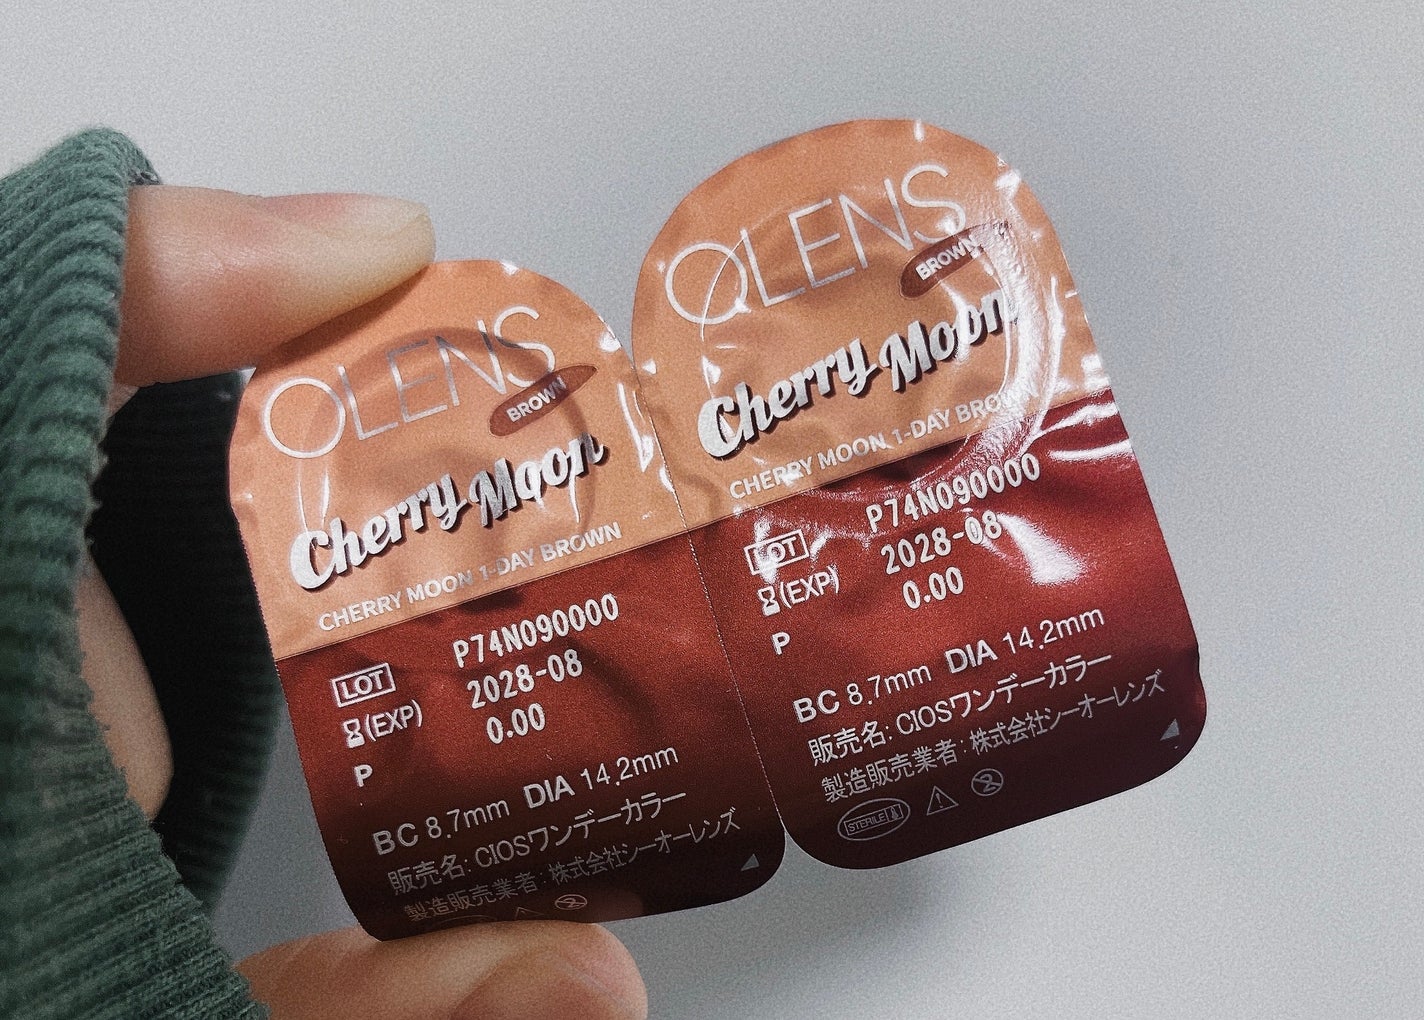 OLENS
BROWN
Cherry Moon
CHERRY MOON 1-DAY BROWN
LOT P74N090000
(EXP) 2028-08
P 0.00
BC 8.7mm DIA 14.2mm
販売名: CIOSワンデーカラー
製造販売業者: 株式会社シーオーレンズ
OLENS
BROWN
Cherry Moon
CHERRY MOON 1-DAY BROWN
LOT P74N090000
(EXP) 2028-08
P 0.00
BC 8.7mm DIA 14.2mm
販売名: CIOSワンデーカラー
製造販売業者: 株式会社シーオーレンズ
STERILE